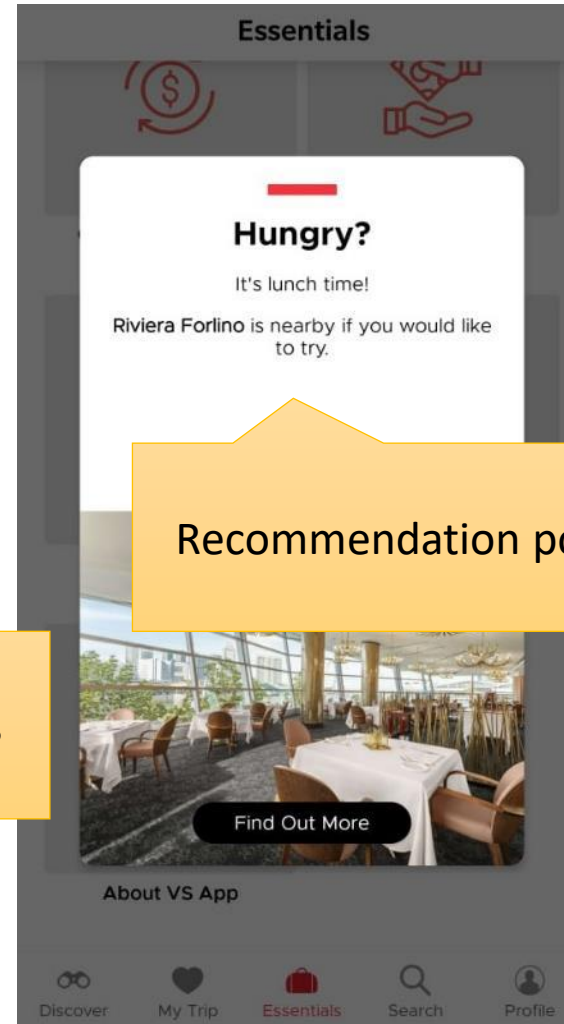 Essentials
Hungry?
It's lunch time!
Riviera Forlino is nearby if you would like
to try.
Recommendation
Find Out More
About VS App
Discover
My Trip
Essentials
Search
Profile